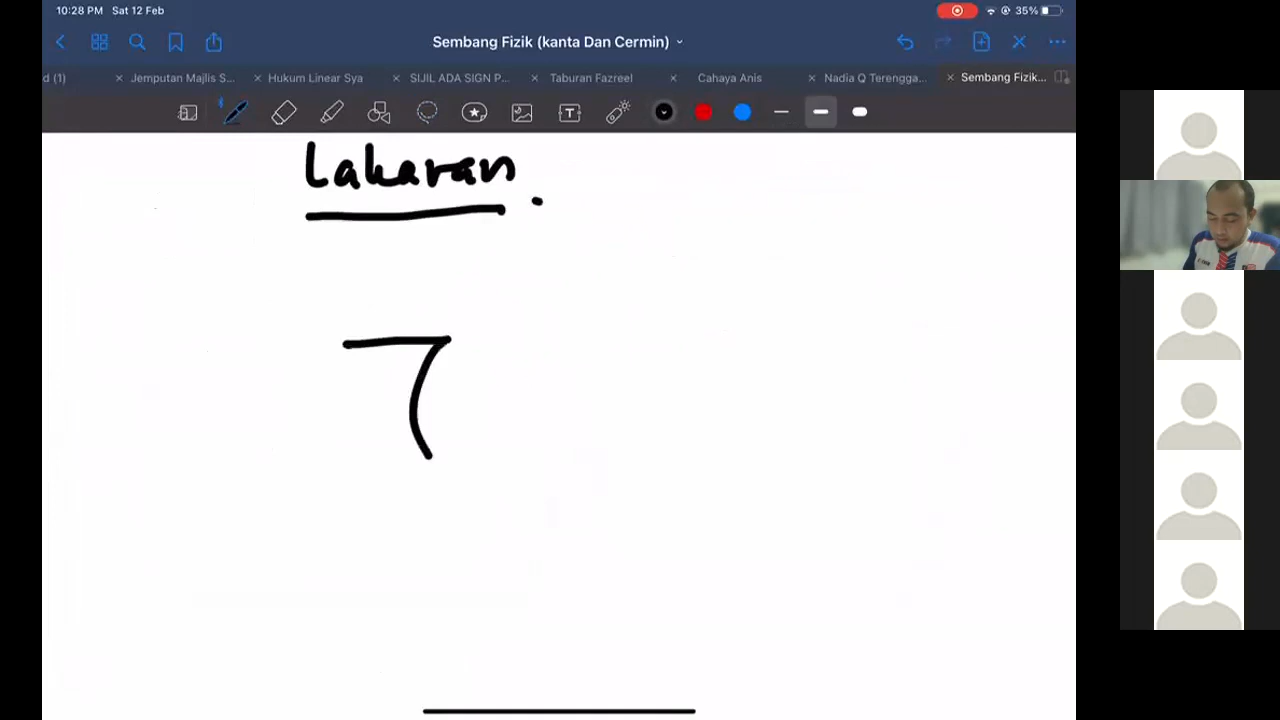 10:28 PM Sat 12 Feb
35%
Sembang Fizik (kanta Dan Cermin)
d (1)
Jemputan Majlis S...
Hukum Linear Sya
SIJIL ADA SIGN P...
Taburan Fazreel
Cahaya Anis
Nadia Q Terengga...
Sembang Fizik...
T
Lakaran